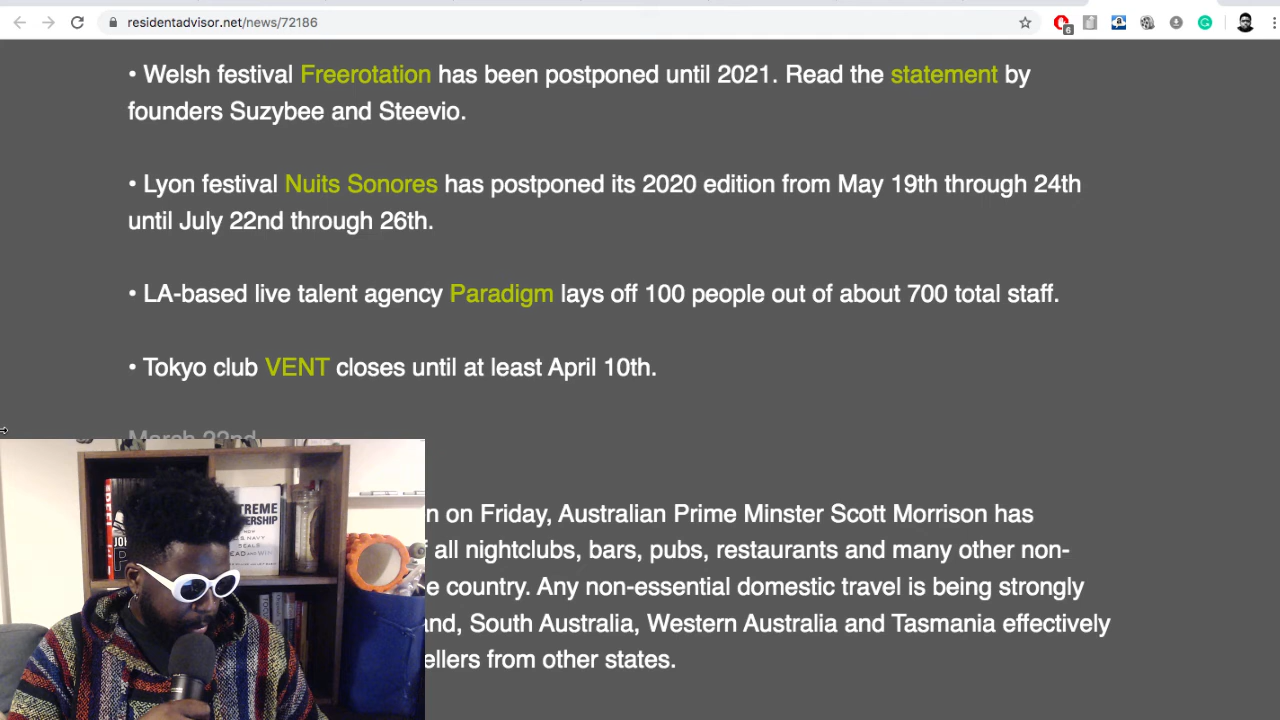 residentadvisor.net/news/72186
6
• Welsh festival Freerotation has been postponed until 2021. Read the statement by
founders Suzybee and Steevio.
• Lyon festival Nuits Sonores has postponed its 2020 edition from May 19th through 24th
until July 22nd through 26th.
• LA-based live talent agency Paradigm lays off 100 people out of about 700 total staff.
• Tokyo club VENT closes until at least April 10th.
March 22nd
n on Friday, Australian Prime Minster Scott Morrison has
f all nightclubs, bars, pubs, restaurants and many other non-
e country. Any non-essential domestic travel is being strongly
and, South Australia, Western Australia and Tasmania effectively
ellers from other states.